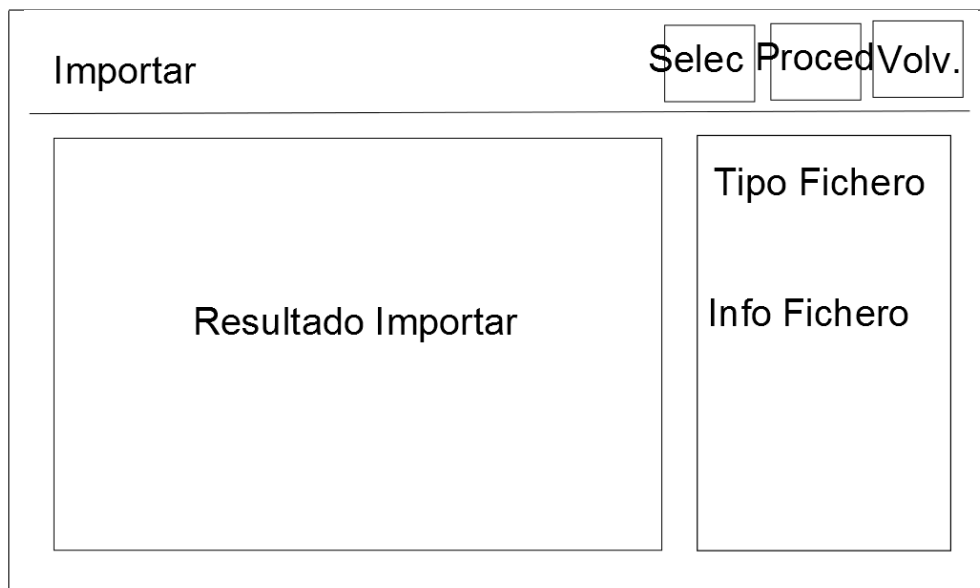 Importar
Selec
Proced
Volv.
Tipo Fichero
Info Fichero
Resultado Importar